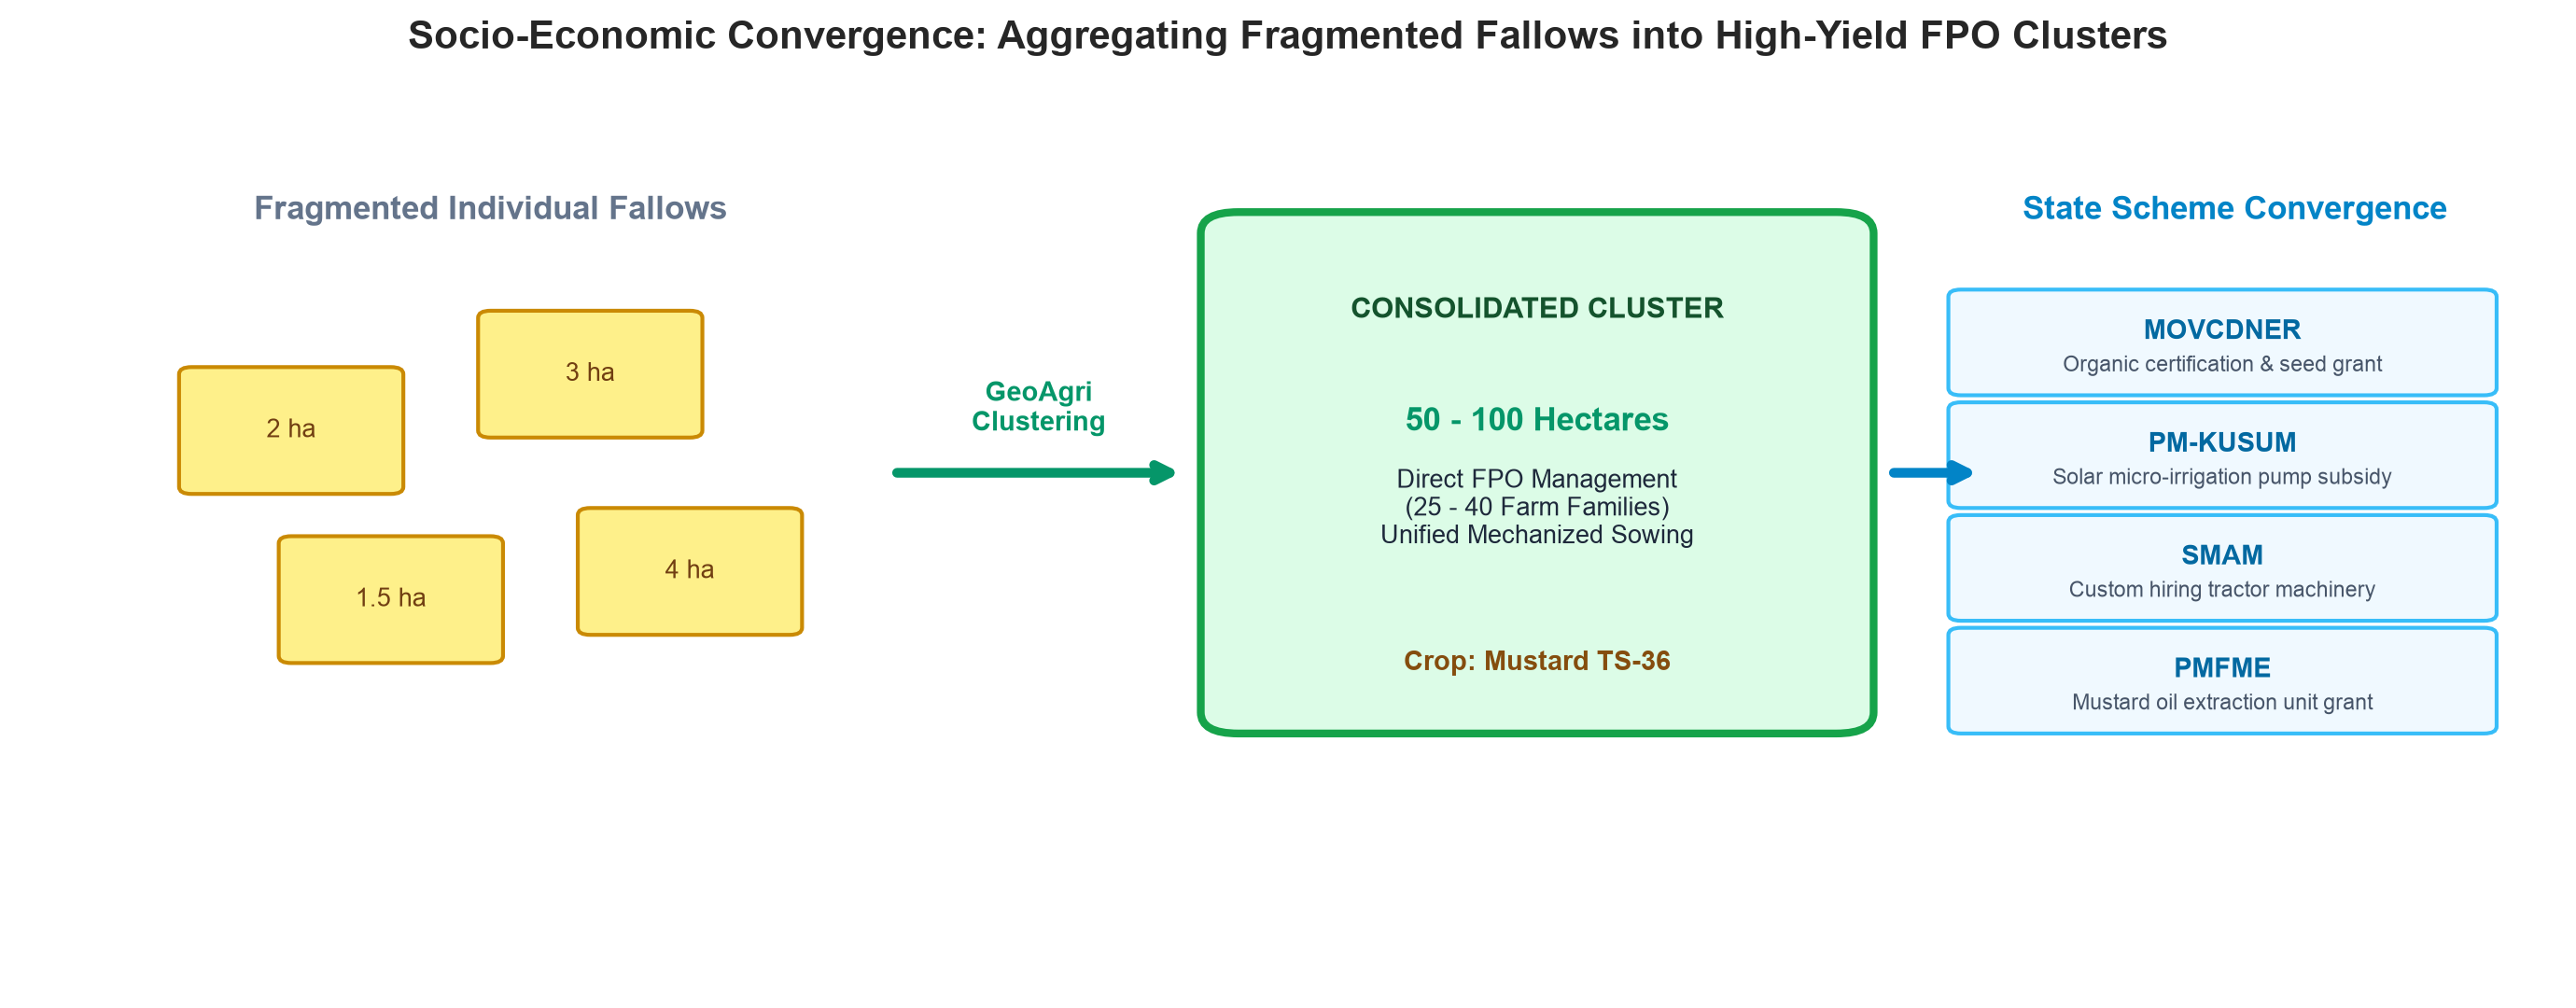 Socio-Economic Convergence: Aggregating Fragmented Fallows into High-Yield FPO Clusters
Fragmented Individual Fallows
2 ha
3 ha
1.5 ha
4 ha
GeoAgri
Clustering
CONSOLIDATED CLUSTER
50 - 100 Hectares
Direct FPO Management
(25 - 40 Farm Families)
Unified Mechanized Sowing
Crop: Mustard TS-36
State Scheme Convergence
MOVCDNER
Organic certification & seed grant
PM-KUSUM
Solar micro-irrigation pump subsidy
SMAM
Custom hiring tractor machinery
PMFME
Mustard oil extraction unit grant